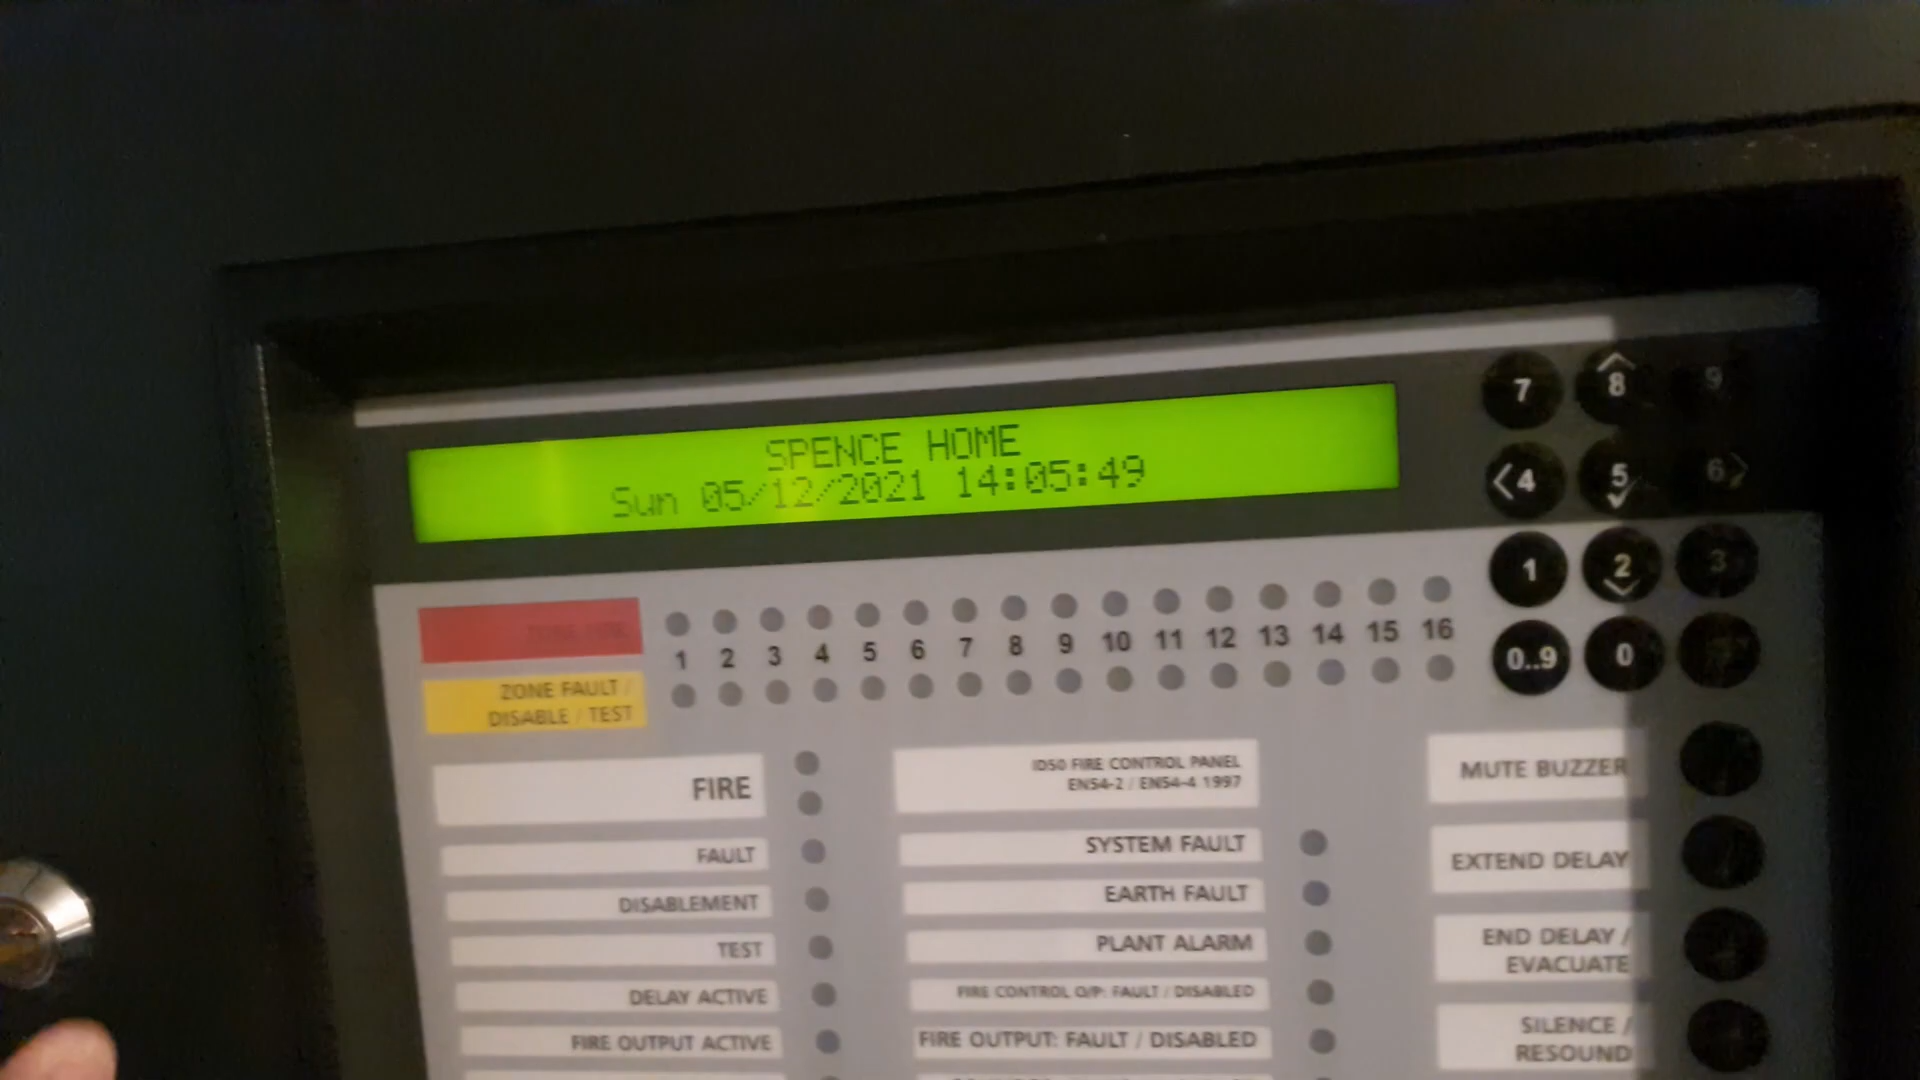 SPENCE HOME
Sun 05/12/2021 14:05:49
7 8 9
4 5 6
1 2 3
0..9 0
1 2 3 4 5 6 7 8 9 10 11 12 13 14 15 16
ZONE FAULT /
DISABLE / TEST
FIRE
FAULT
DISABLEMENT
TEST
DELAY ACTIVE
FIRE OUTPUT ACTIVE
ID50 FIRE CONTROL PANEL
EN54-2 / EN54-4 1997
SYSTEM FAULT
EARTH FAULT
PLANT ALARM
FIRE CONTROL O/P: FAULT / DISABLED
FIRE OUTPUT: FAULT / DISABLED
MUTE BUZZER
EXTEND DELAY
END DELAY /
EVACUATE
SILENCE /
RESOUND